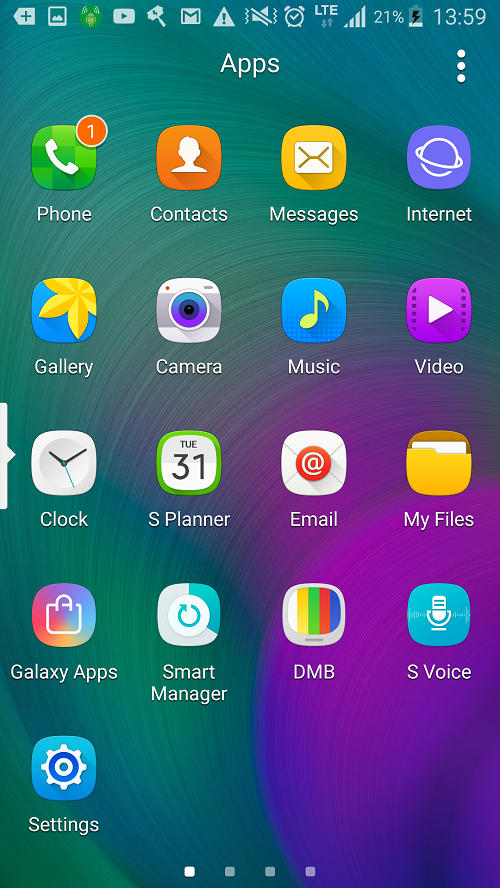 LTE
21%
13:59
Apps
1
Phone
Contacts
Messages
Internet
Gallery
Camera
Music
Video
TUE
31
@
Clock
S Planner
Email
My Files
Galaxy Apps
Smart
Manager
DMB
S Voice
Settings